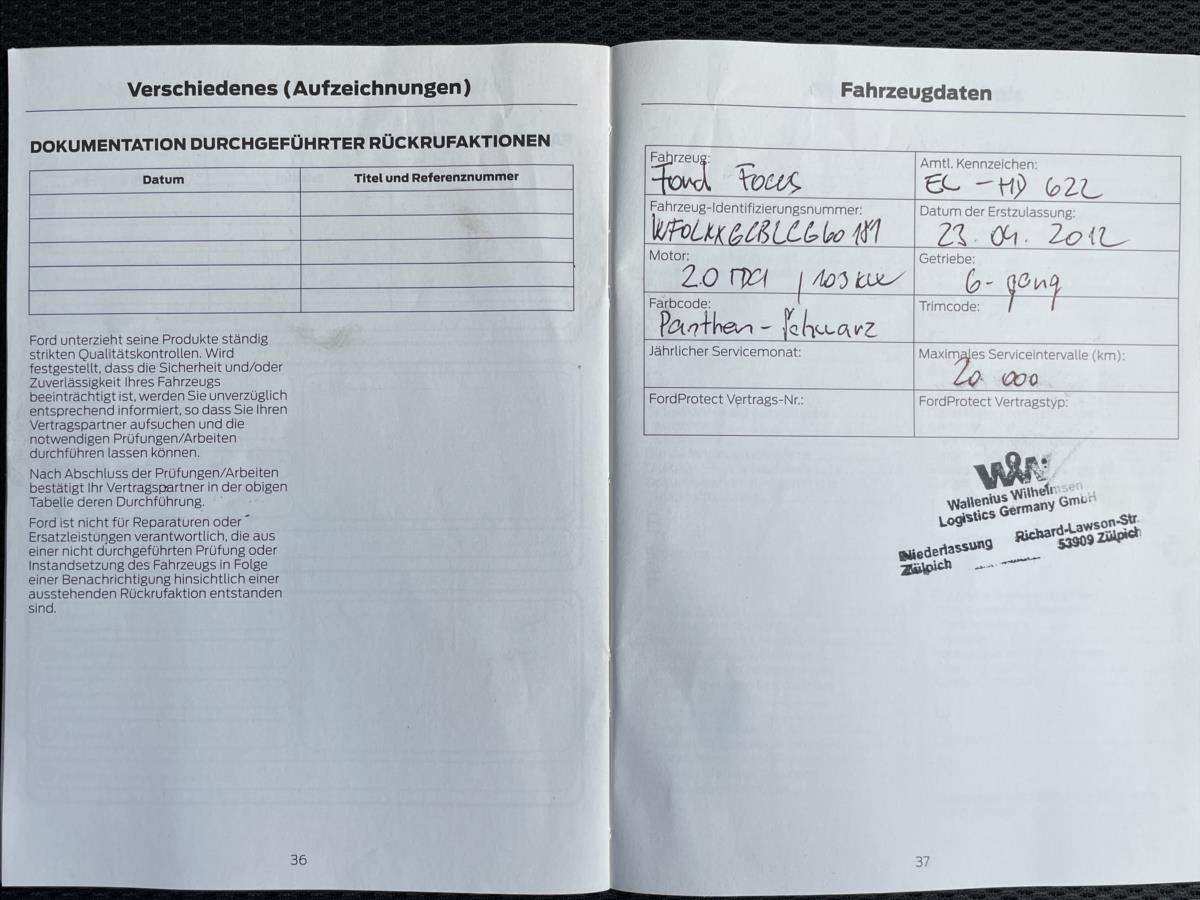 Verschiedenes (Aufzeichnungen)
DOKUMENTATION DURCHGEFÜHRTER RÜCKRUFAKTIONEN
Datum
Titel und Referenznummer
Ford unterzieht seine Produkte ständig
strikten Qualitätskontrollen. Wird
festgestellt, dass die Sicherheit und/oder
Zuverlässigkeit Ihres Fahrzeugs
beeinträchtigt ist, werden Sie unverzüglich
entsprechend informiert, so dass Sie Ihren
Vertragspartner aufsuchen und die
notwendigen Prüfungen/Arbeiten
durchführen lassen können.
Nach Abschluss der Prüfungen/Arbeiten
bestätigt Ihr Vertragspartner in der obigen
Tabelle deren Durchführung.
Ford ist nicht für Reparaturen oder
Ersatzleistungen verantwortlich, die aus
einer nicht durchgeführten Prüfung oder
Instandsetzung des Fahrzeugs in Folge
einer Benachrichtigung hinsichtlich einer
ausstehenden Rückrufaktion entstanden
sind.
36
Fahrzeugdaten
Fahrzeug:
Ford Focus
Amtl. Kennzeichen:
622
Fahrzeug-Identifizierungsnummer:
Datum der Erstzulassung:
23. 04. 2012
Motor:
2.0 TDCI / 103 KW
Getriebe:
6-gang
Farbcode:
Panther-Schwarz
Trimcode:
Jährlicher Servicemonat:
Maximales Serviceintervalle (km):
20 000
FordProtect Vertrags-Nr.:
FordProtect Vertragstyp:
Wallenius Wilhelmsen
Logistics Germany GmbH
Niederlassung Richard-Lawson-Str.
Zülpich 53909 Zülpich
37